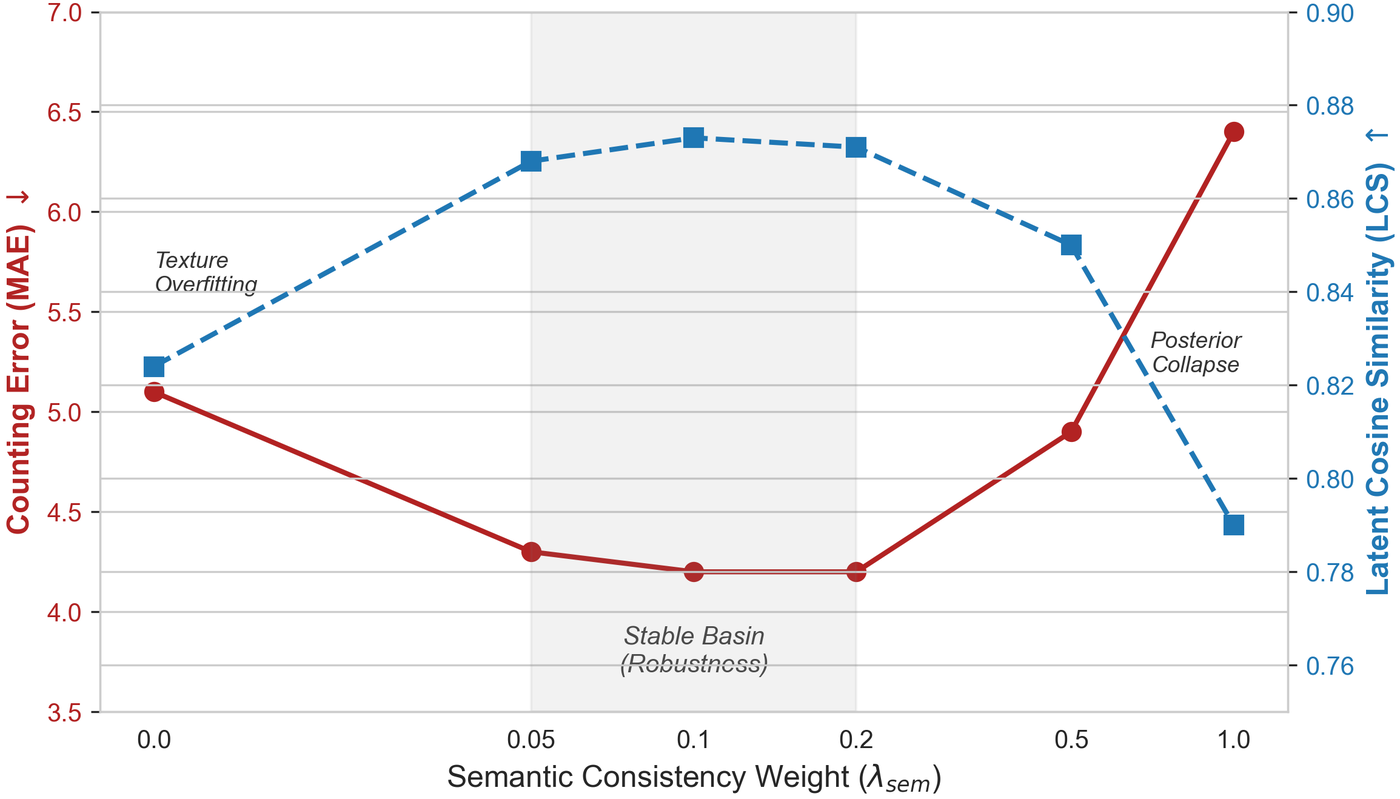 7.0
6.5
6.0
5.5
5.0
4.5
4.0
3.5
Counting Error (MAE) ↓
0.90
0.88
0.86
0.84
0.82
0.80
0.78
0.76
Latent Cosine Similarity (LCS) ↑
Texture
Overfitting
Posterior
Collapse
Stable Basin
(Robustness)
0.0 0.05 0.1 0.2 0.5 1.0
Semantic Consistency Weight (λ_sem)